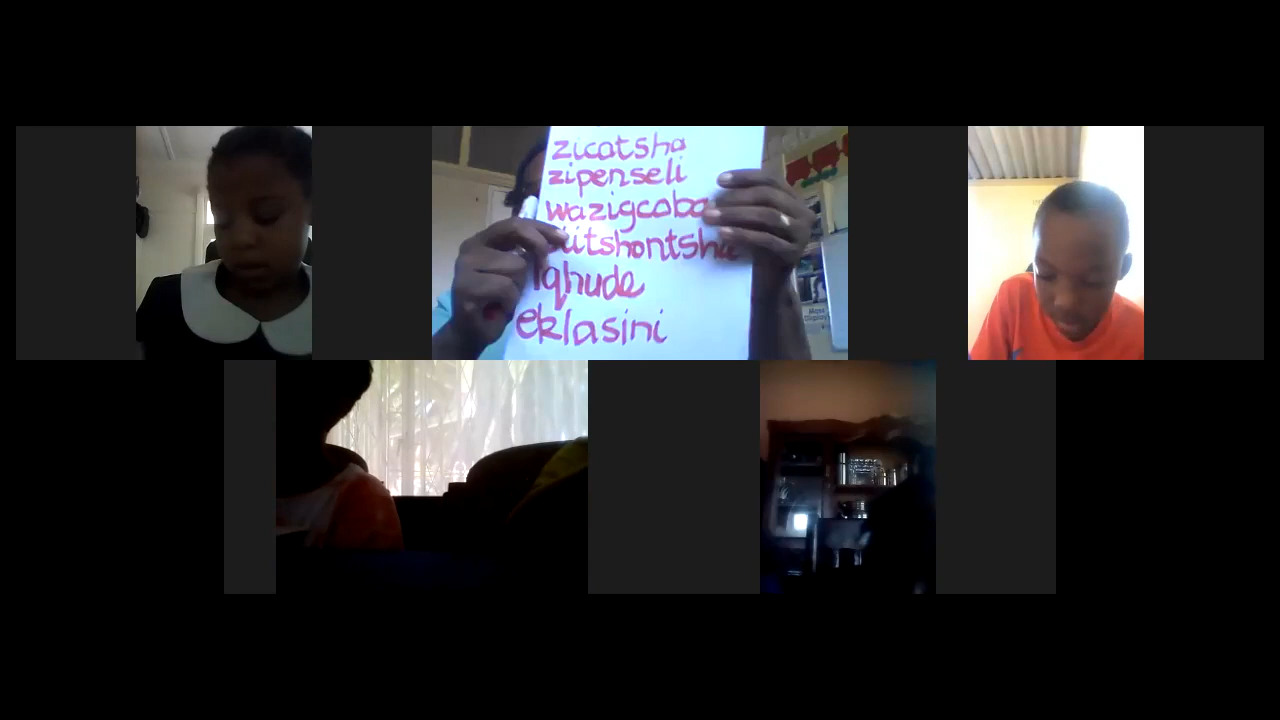 zicatsha
zipenseli
wazigcoba
iqhude
eklasini